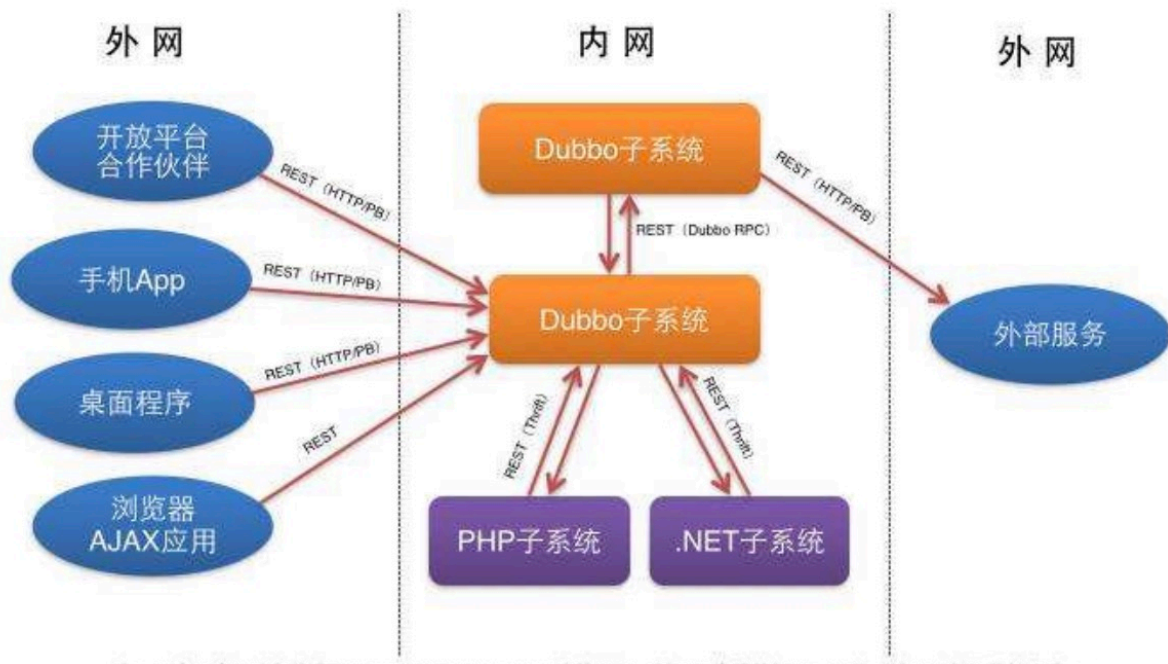 外 网
内 网
外 网
开放平台
合作伙伴
REST（HTTP/PB）
手机App
REST（HTTP/PB）
桌面程序
REST（HTTP/PB）
浏览器
AJAX应用
REST
Dubbo子系统
REST（Dubbo RPC）
Dubbo子系统
REST（Thrift）
REST（Thrift）
PHP子系统
.NET子系统
REST（HTTP/PB）
外部服务